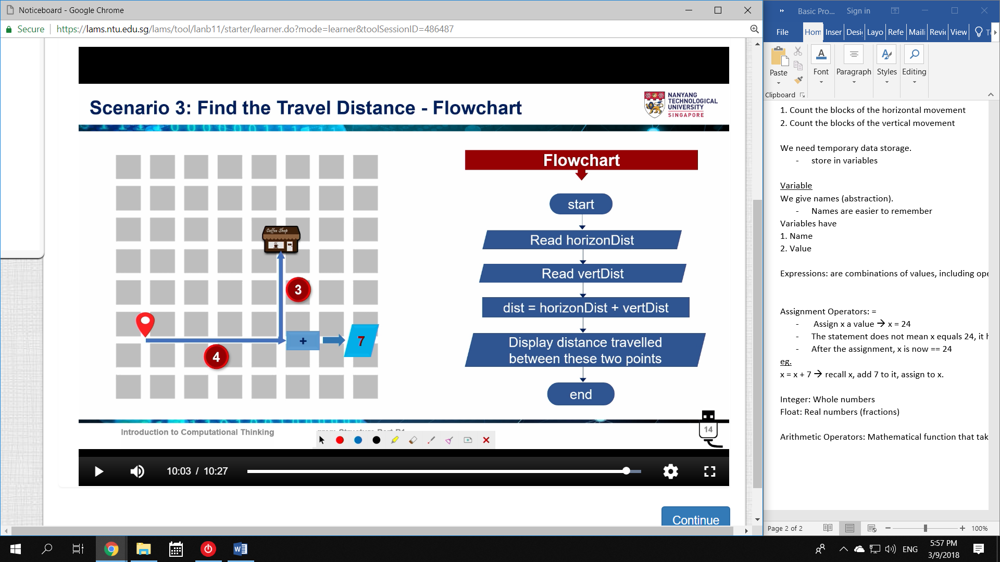 Noticeboard - Google Chrome
Secure
https://lams.ntu.edu.sg/lams/tool/lanb11/starter/learner.do?mode=learner&toolSessionID=486487
Scenario 3: Find the Travel Distance - Flowchart
NANYANG
TECHNOLOGICAL
UNIVERSITY
SINGAPORE
Coffee Shop
3
4
+
7
Flowchart
start
Read horizonDist
Read vertDist
dist = horizonDist + vertDist
Display distance travelled
between these two points
end
Introduction to Computational Thinking
14
10:03 / 10:27
Continue
Basic Pro...
Sign in
File
Hom
Inser
Layo
Refe
Maili
View
Paste
Font
Paragraph
Styles
Editing
Clipboard
1. Count the blocks of the horizontal movement
2. Count the blocks of the vertical movement
We need temporary data storage.
- store in variables
Variable
We give names (abstraction).
- Names are easier to remember
Variables have
1. Name
2. Value
Expressions: are combinations of values, including ope
Assignment Operators: =
- Assign x a value → x = 24
- The statement does not mean x equals 24, it h
- After the assignment, x is now == 24
eg.
x = x + 7 → recall x, add 7 to it, assign to x.
Integer: Whole numbers
Float: Real numbers (fractions)
Arithmetic Operators: Mathematical function that tak
Page 2 of 2
100%
ENG
5:57 PM
3/9/2018